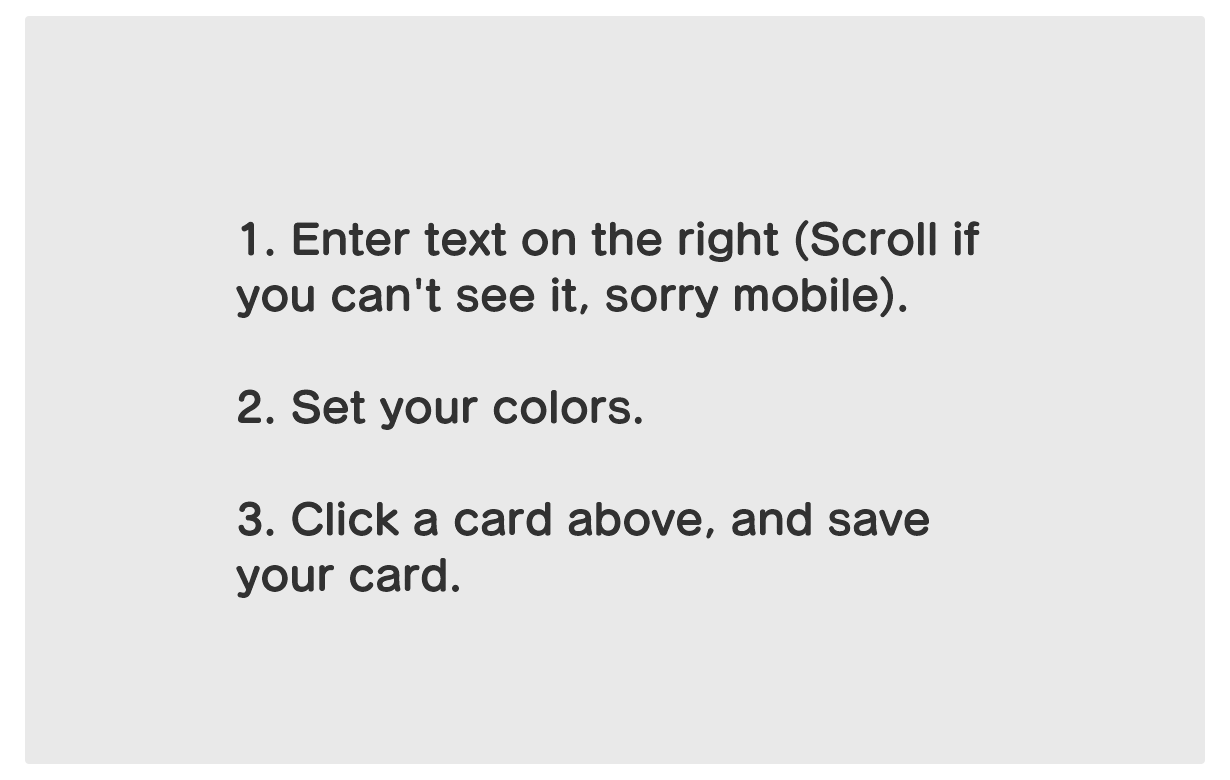 1. Enter text on the right (Scroll if
you can't see it, sorry mobile).
2. Set your colors.
3. Click a card above, and save
your card.